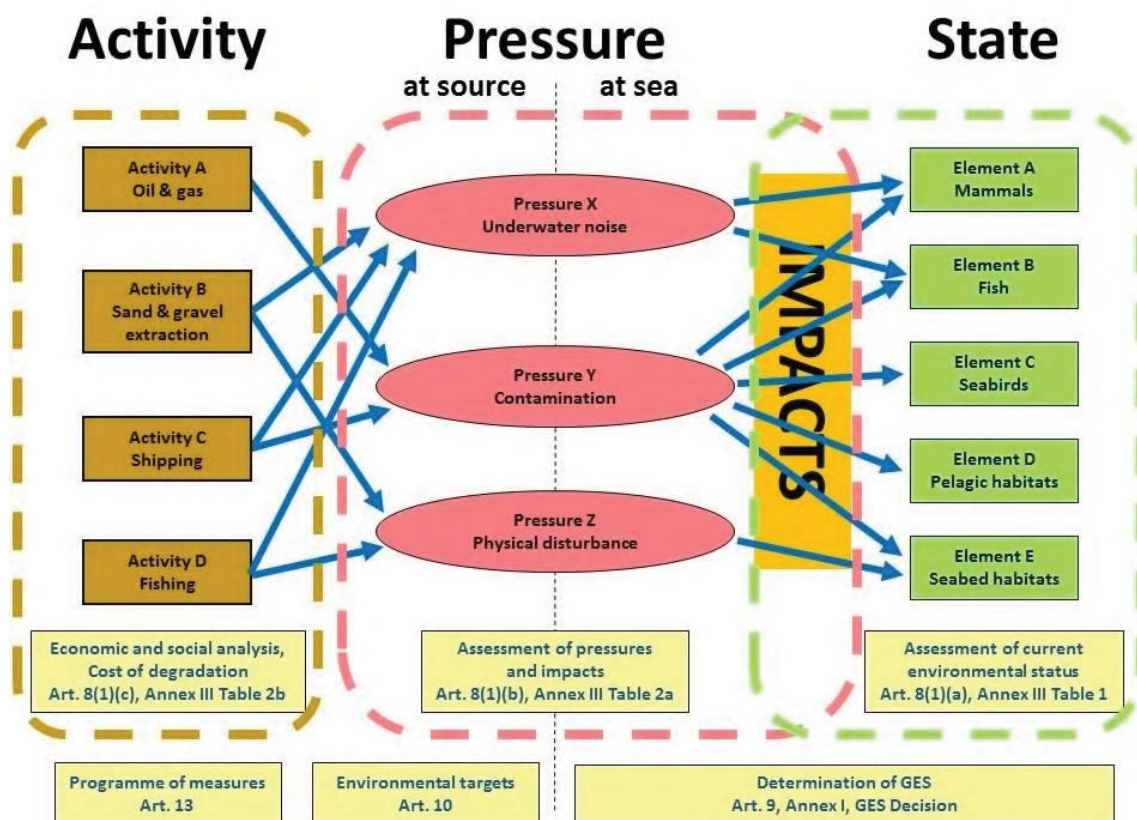 Activity
Pressure
State
at source
at sea
Activity A
Oil & gas
Activity B
Sand & gravel
extraction
Activity C
Shipping
Activity D
Fishing
Pressure X
Underwater noise
Pressure Y
Contamination
Pressure Z
Physical disturbance
IMPACTS
Element A
Mammals
Element B
Fish
Element C
Seabirds
Element D
Pelagic habitats
Element E
Seabed habitats
Economic and social analysis,
Cost of degradation
Art. 8(1)(c), Annex III Table 2b
Assessment of pressures
and impacts
Art. 8(1)(b), Annex III Table 2a
Assessment of current
environmental status
Art. 8(1)(a), Annex III Table 1
Programme of measures
Art. 13
Environmental targets
Art. 10
Determination of GES
Art. 9, Annex I, GES Decision